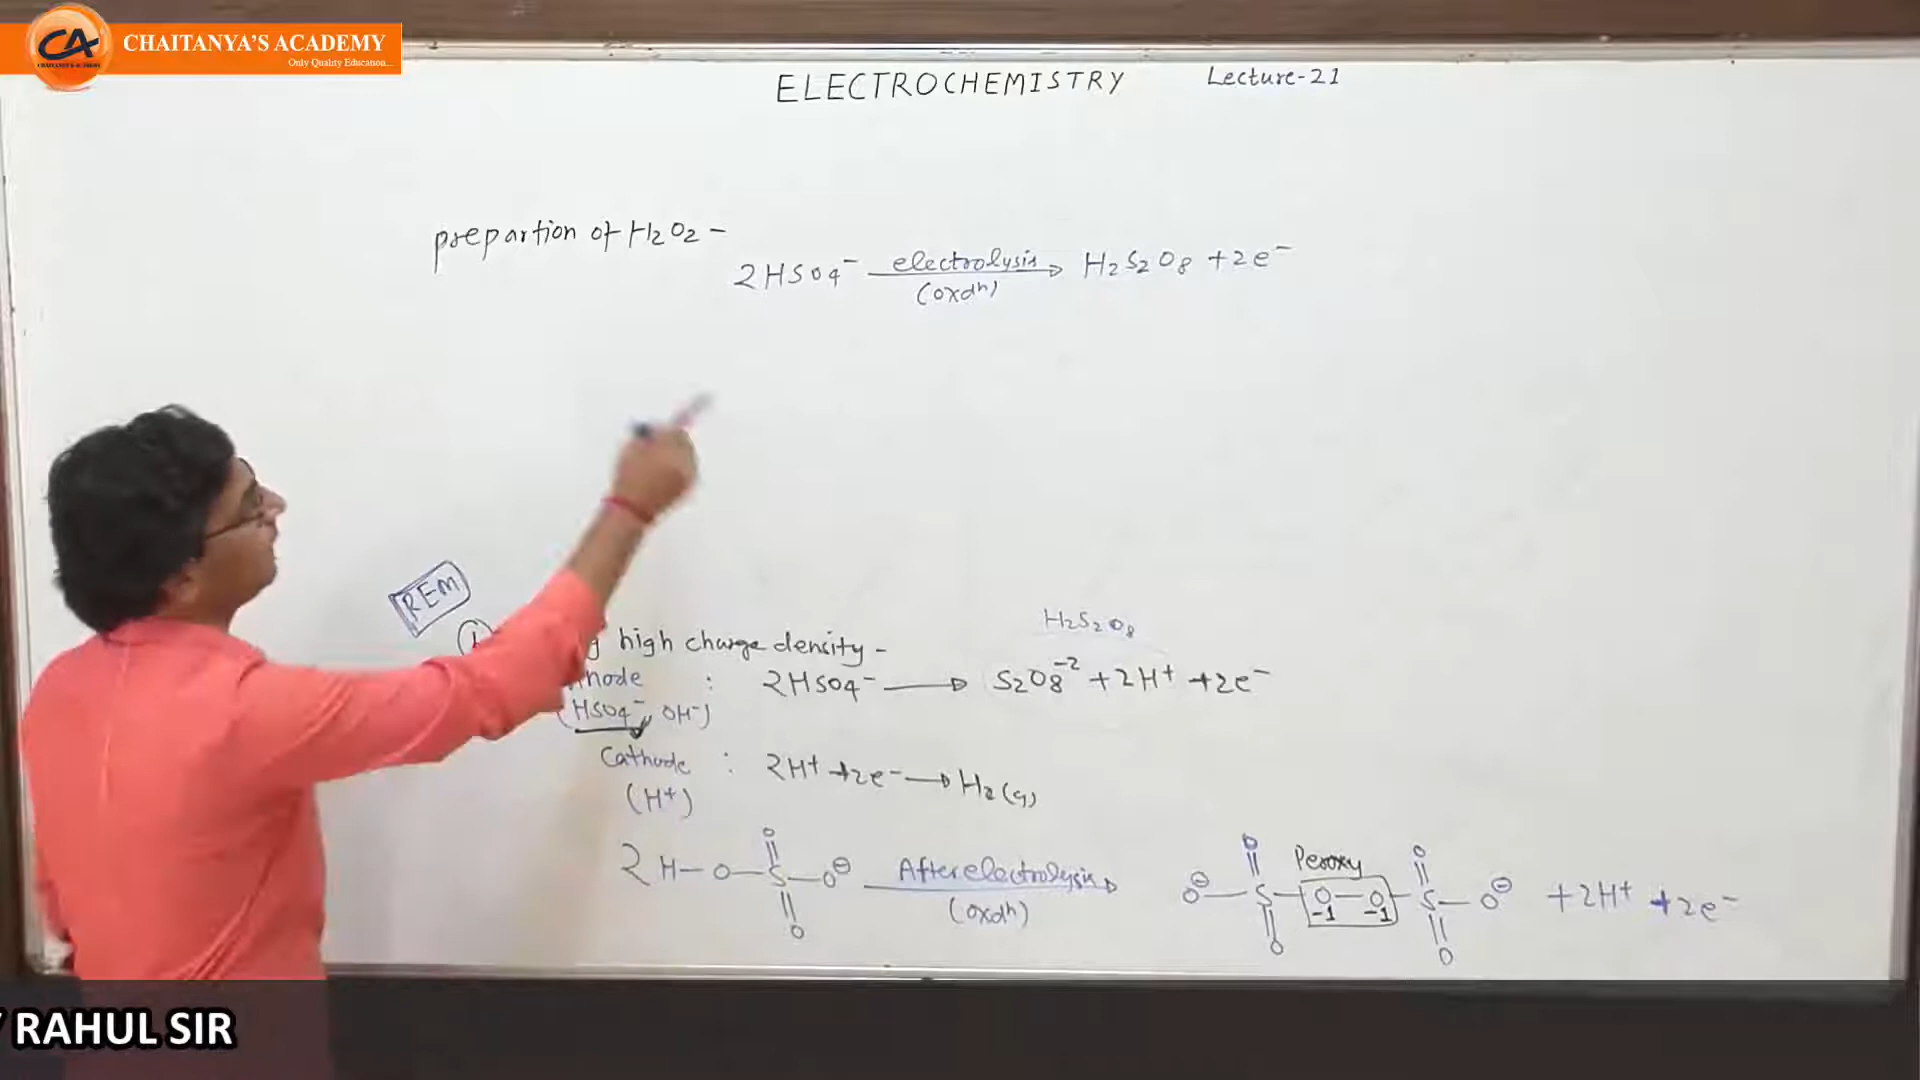 CHAITANYA'S ACADEMY
Only Quality Education...
ELECTROCHEMISTRY Lecture-21
prepartion of H₂O₂ -
2HSO₄⁻ electrolysis (oxdⁿ) → H₂S₂O₈ + 2e⁻
REM
① high charge density -
H₂S₂O₈
node : 2HSO₄⁻ → S₂O₈⁻² + 2H⁺ + 2e⁻
(HSO₄⁻, OH⁻)
Cathode : 2H⁺ + 2e⁻ → H₂(g)
(H⁺)
2 H-O-S(=O)(=O)-O⊖ After electrolysis (oxdⁿ) → O⊖-S(=O)(=O)-O-O-S(=O)(=O)-O⊖ + 2H⁺ + 2e⁻
Peroxy
-1 -1
RAHUL SIR